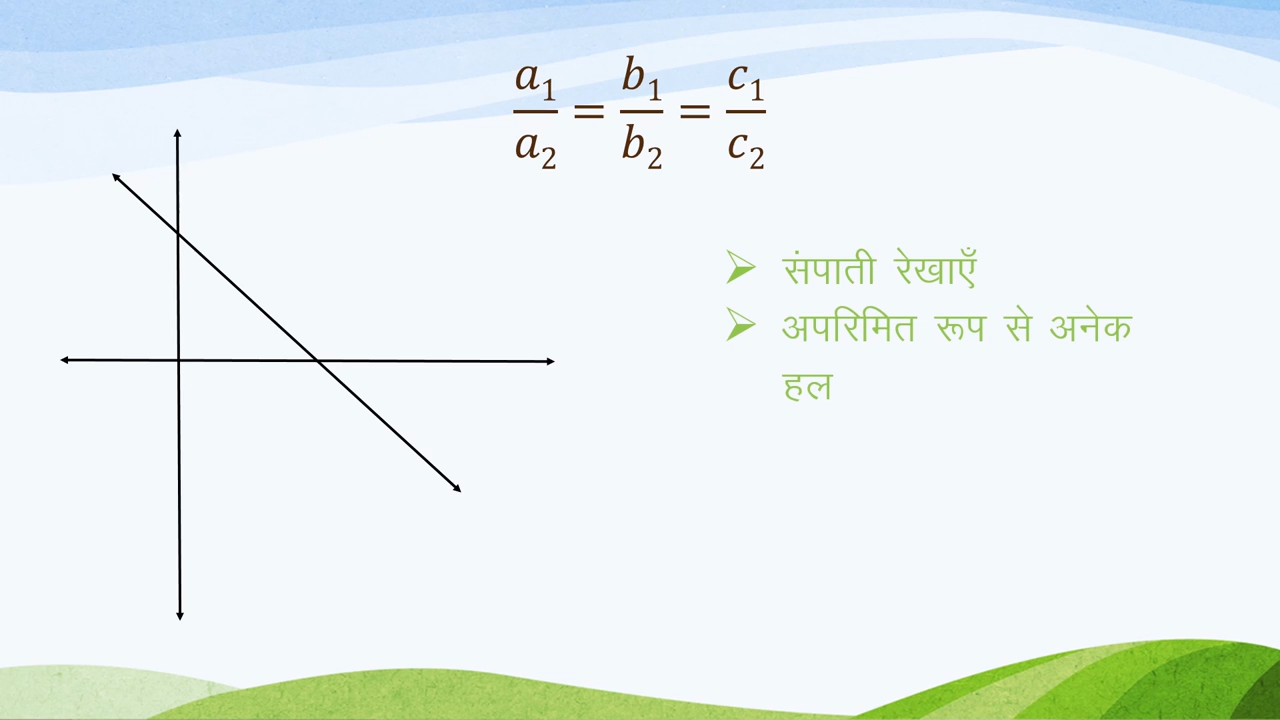 a₁/a₂ = b₁/b₂ = c₁/c₂
➢ संपाती रेखाएँ
➢ अपरिमित रूप से अनेक
हल